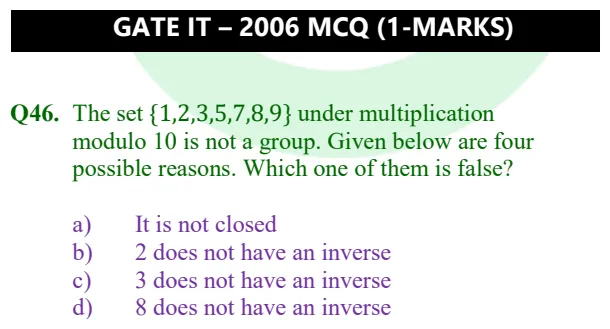 GATE IT – 2006 MCQ (1-MARKS)
Q46. The set {1,2,3,5,7,8,9} under multiplication
modulo 10 is not a group. Given below are four
possible reasons. Which one of them is false?
a) It is not closed
b) 2 does not have an inverse
c) 3 does not have an inverse
d) 8 does not have an inverse